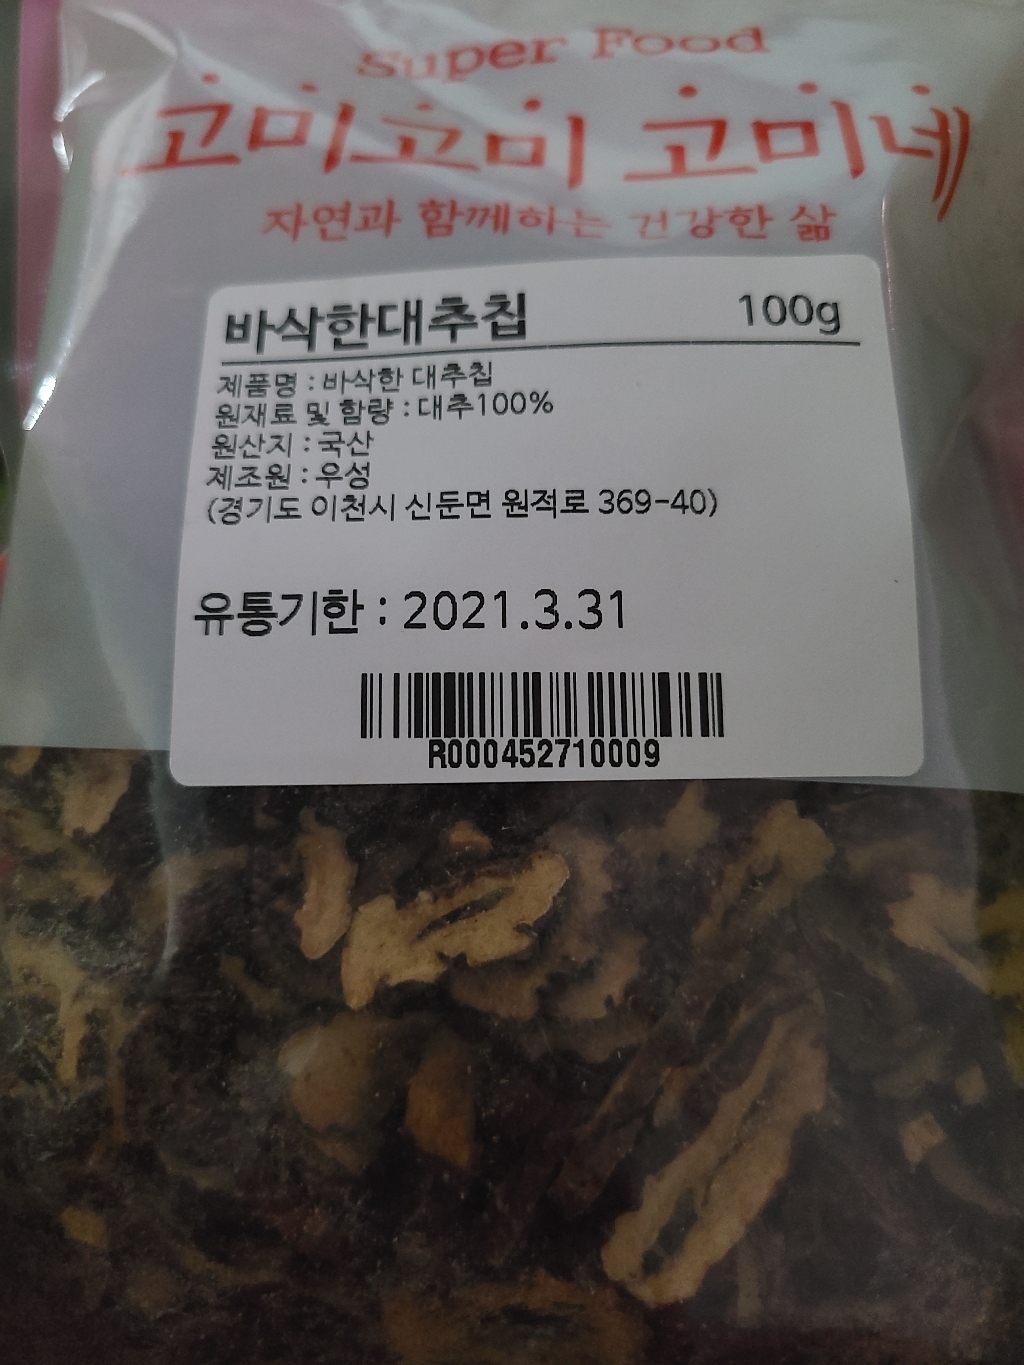 Super Food
고미고미 고미네
자연과 함께하는 건강한 삶
바삭한대추칩 100g
제품명 : 바삭한 대추칩
원재료 및 함량 : 대추100%
원산지 : 국산
제조원 : 우성
(경기도 이천시 신둔면 원적로 369-40)
유통기한 : 2021.3.31
R000452710009